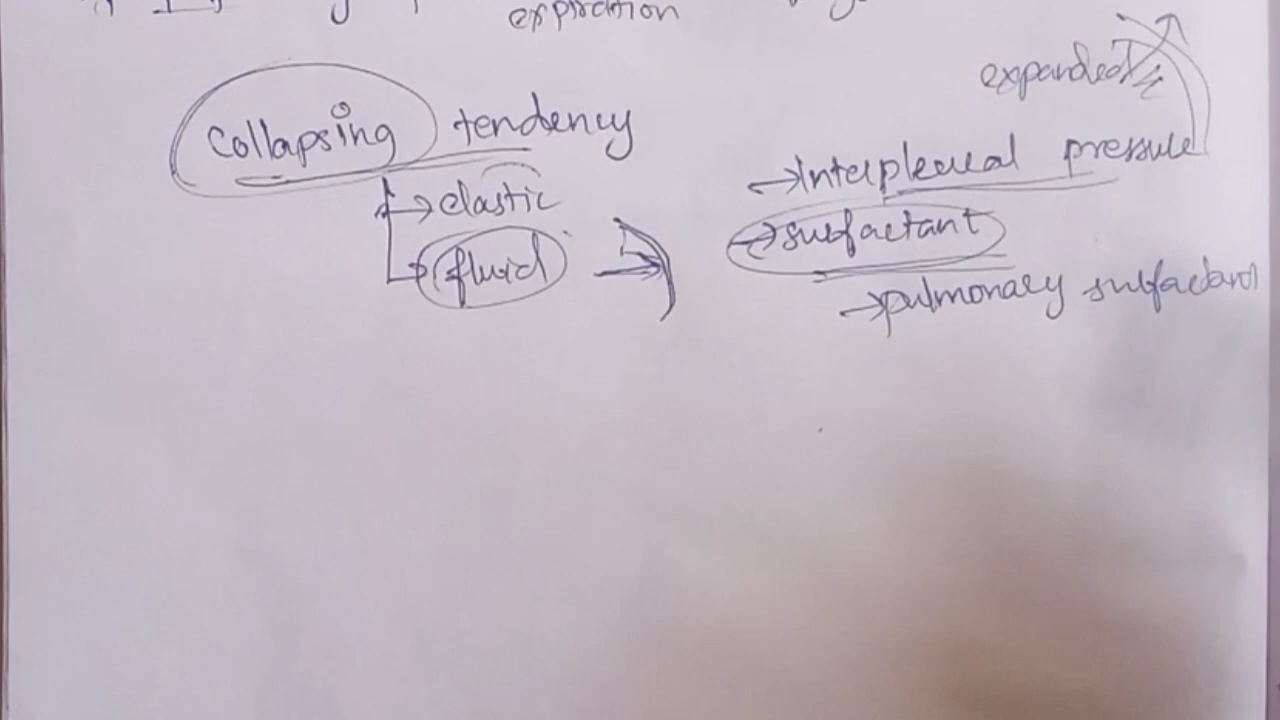 expiration
expanded
Collapsing tendency
→ Interpleural pressure
→ elastic
→ surfactant
→ fluid
→ pulmonary surfactant